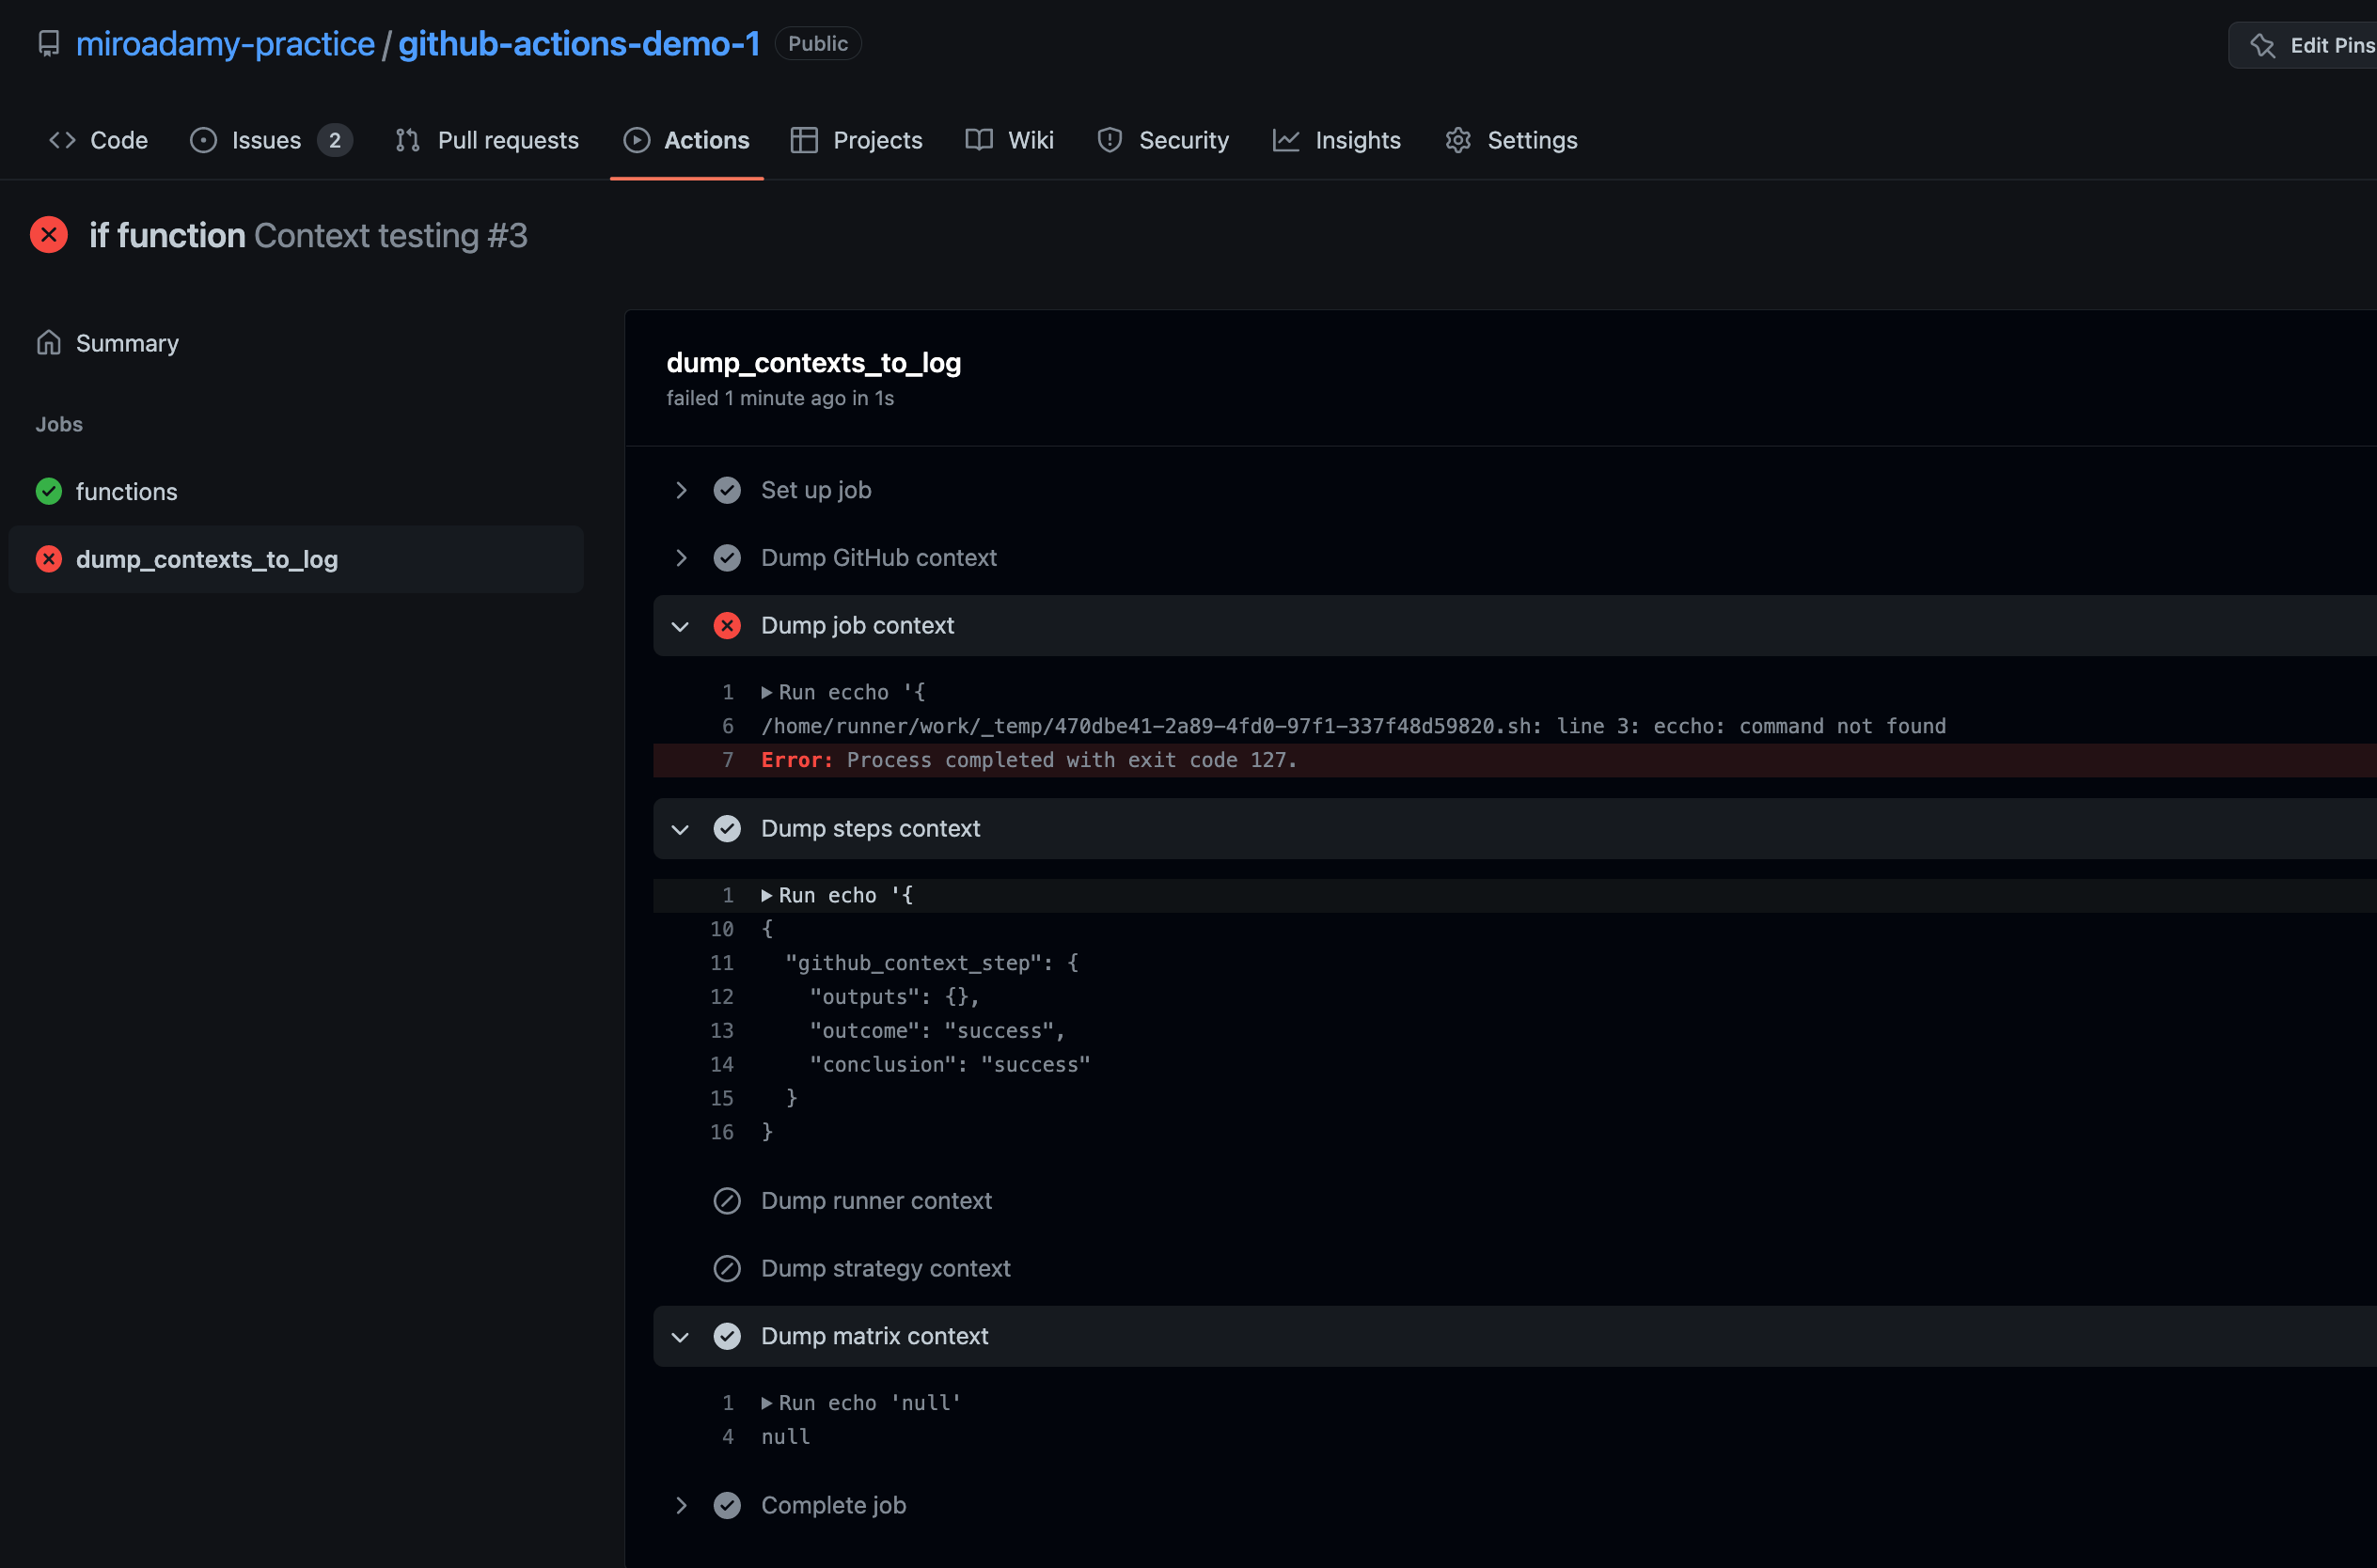 miroadamy-practice / github-actions-demo-1 Public
Edit Pins
Code Issues 2 Pull requests Actions Projects Wiki Security Insights Settings
if function Context testing #3
Summary
Jobs
functions
dump_contexts_to_log
dump_contexts_to_log
failed 1 minute ago in 1s
Set up job
Dump GitHub context
Dump job context
1 Run eccho '{
6 /home/runner/work/_temp/470dbe41-2a89-4fd0-97f1-337f48d59820.sh: line 3: eccho: command not found
7 Error: Process completed with exit code 127.
Dump steps context
1 Run echo '{
10 {
11 "github_context_step": {
12 "outputs": {},
13 "outcome": "success",
14 "conclusion": "success"
15 }
16 }
Dump runner context
Dump strategy context
Dump matrix context
1 Run echo 'null'
4 null
Complete job